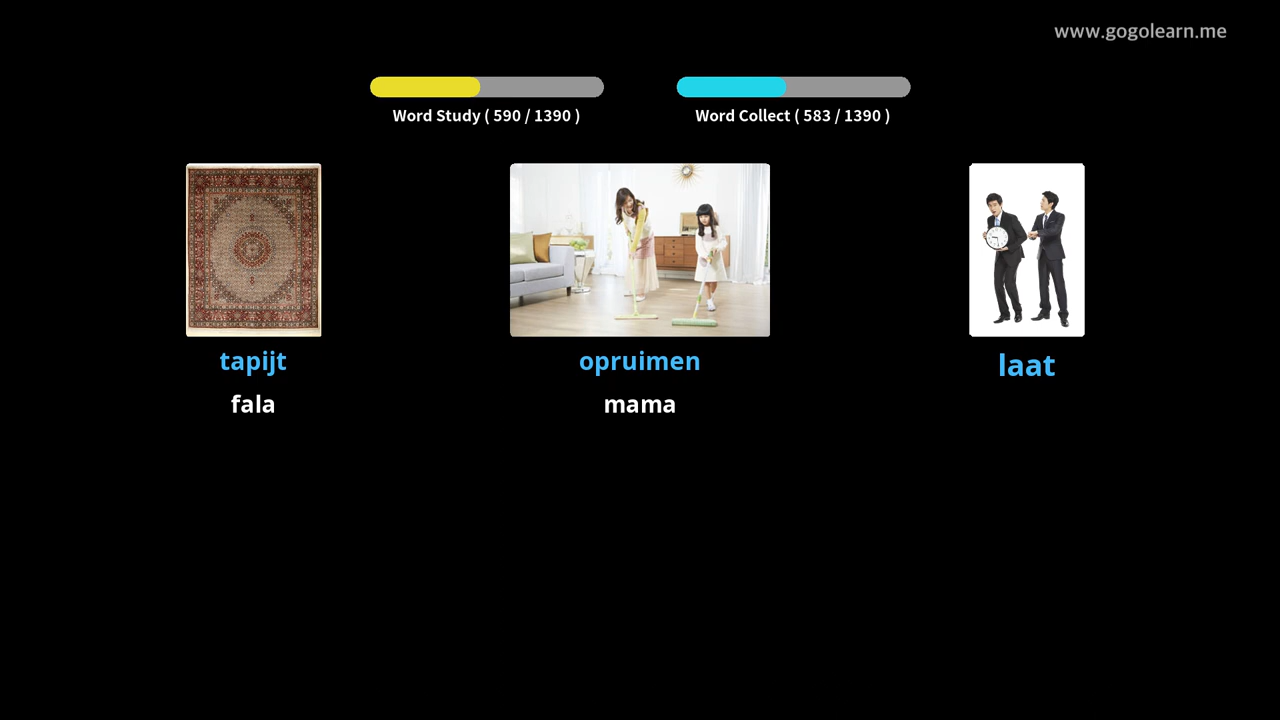 www.gogolearn.me
Word Study ( 590 / 1390 )
Word Collect ( 583 / 1390 )
tapijt
opruimen
laat
fala
mama